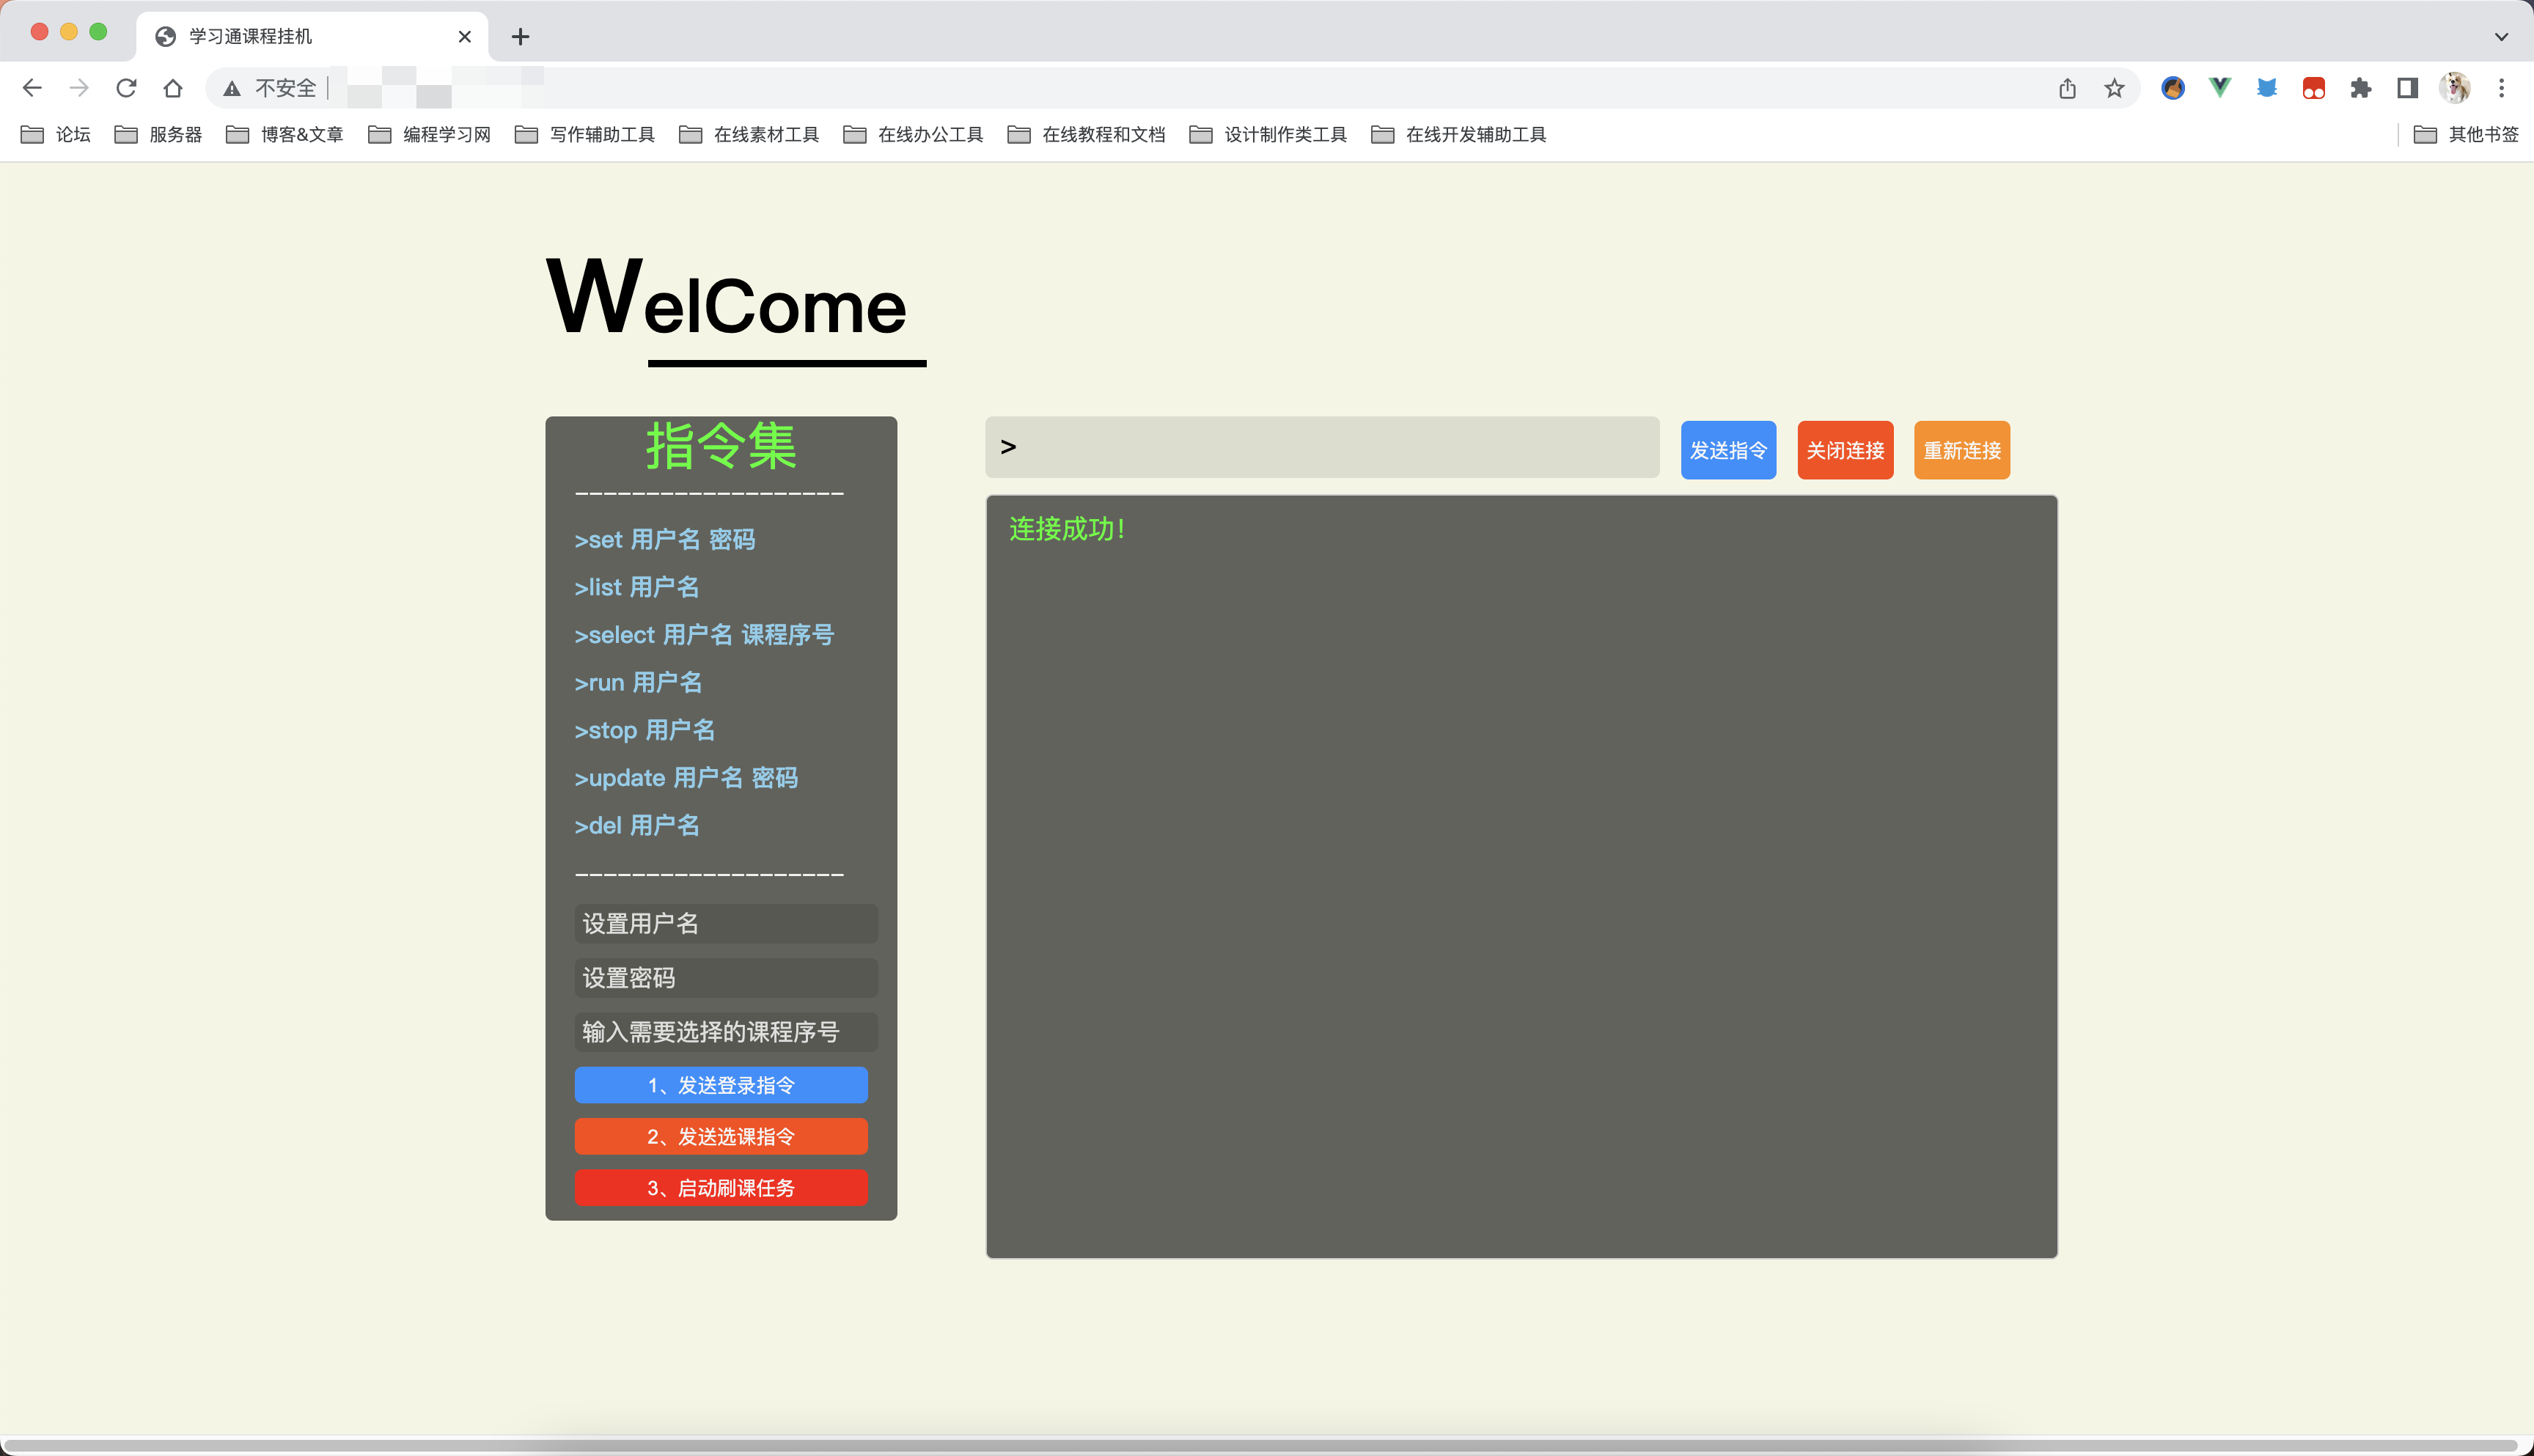 学习通课程挂机
不安全
论坛 服务器 博客&文章 编程学习网 写作辅助工具 在线素材工具 在线办公工具 在线教程和文档 设计制作类工具 在线开发辅助工具 其他书签
WelCome
指令集
-------------------
>set 用户名 密码
>list 用户名
>select 用户名 课程序号
>run 用户名
>stop 用户名
>update 用户名 密码
>del 用户名
-------------------
设置用户名
设置密码
输入需要选择的课程序号
1、发送登录指令
2、发送选课指令
3、启动刷课任务
>
发送指令 关闭连接 重新连接
连接成功!